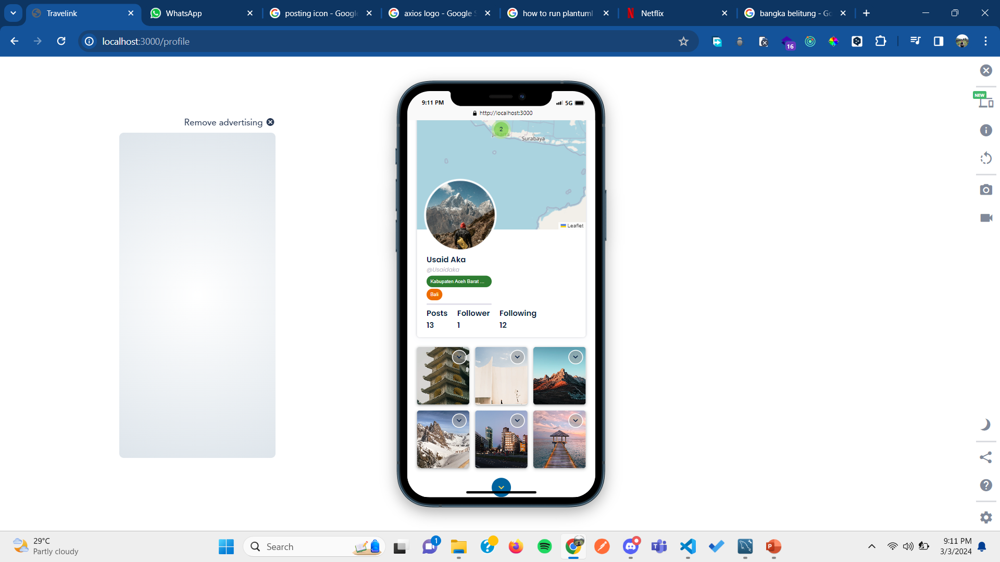 Travelink
WhatsApp
posting icon - Google
axios logo - Google S
how to run plantuml
Netflix
bangka belitung - Go
localhost:3000/profile
16
NEW
Remove advertising
9:11 PM
5G
http://localhost:3000
2
Jakarta
Surabaya
Leaflet
Usaid Aka
@Usaidaka
Kabupaten Aceh Barat ...
Bali
Posts Follower Following
13 1 12
29°C
Partly cloudy
Search
1
9:11 PM
3/3/2024